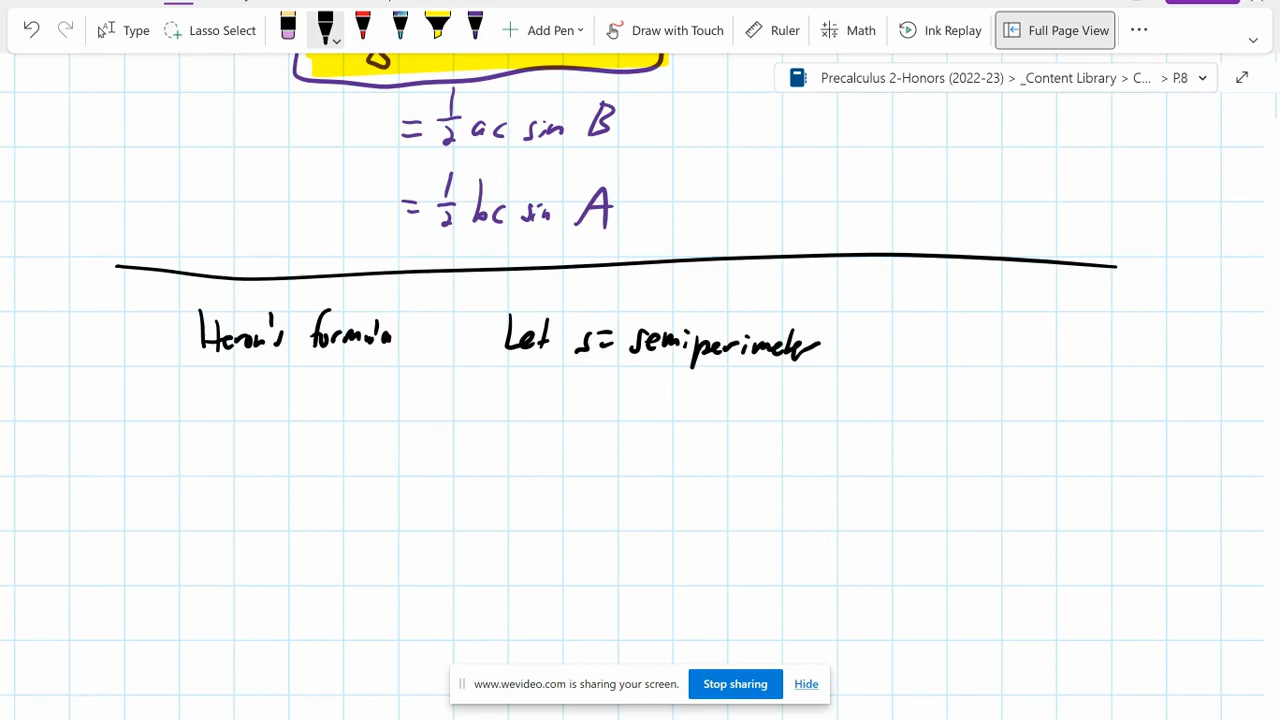 Type Lasso Select Add Pen Draw with Touch Ruler Math Ink Replay Full Page View ...
Precalculus 2-Honors (2022-23) > _Content Library > C... > P.8
= 1/2 ac sin B
= 1/2 bc sin A
Heron's formula Let s= semiperimeter
www.wevideo.com is sharing your screen. Stop sharing Hide